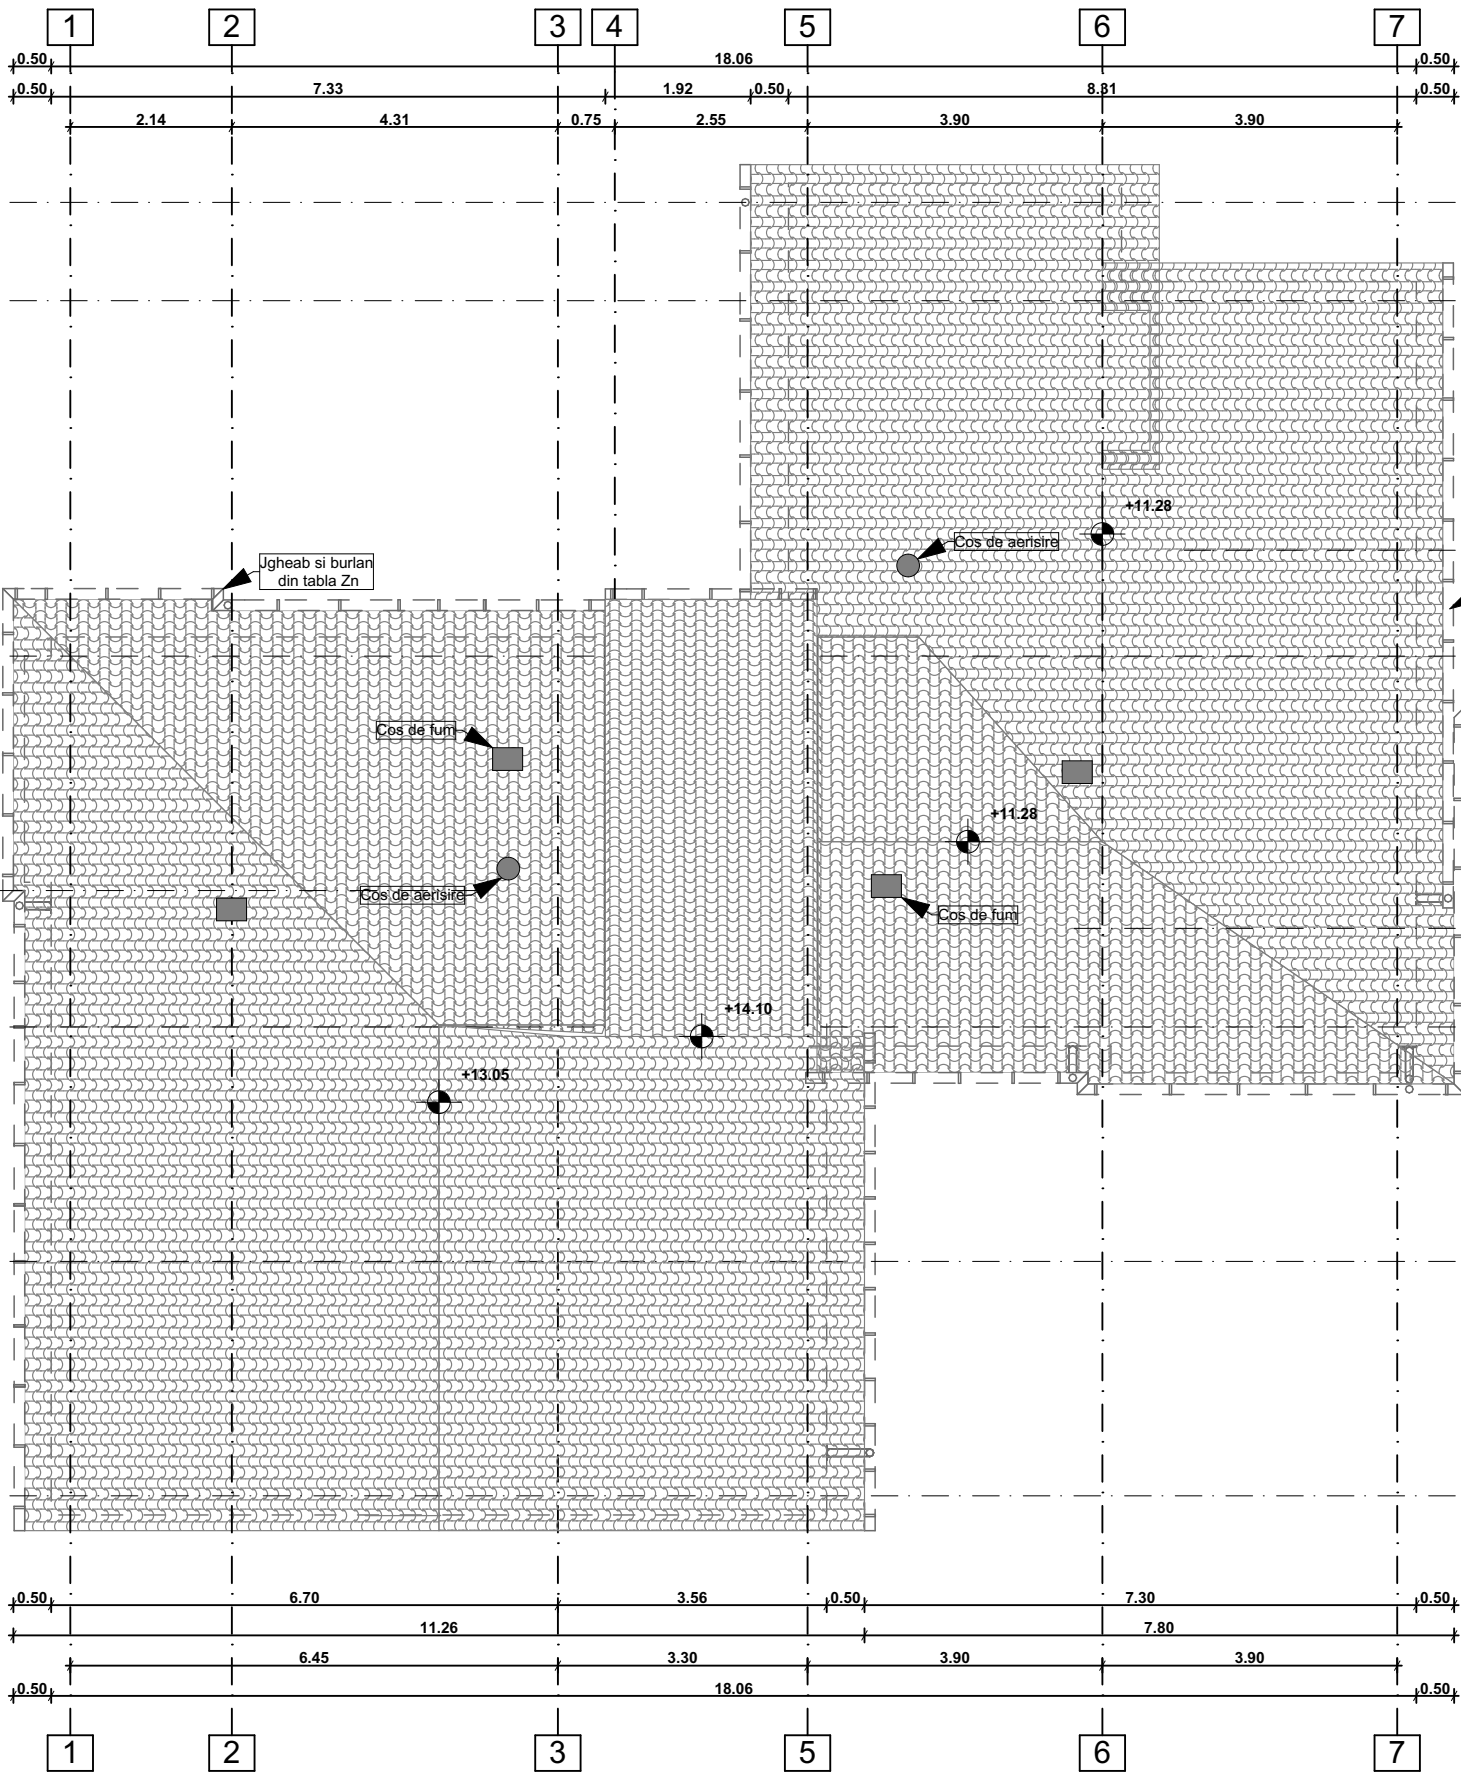 1 2 3 4 5 6 7
0.50 18.06 0.50
0.50 7.33 1.92 0.50 8.31 0.50
2.14 4.31 0.75 2.55 3.90 3.90
+11.28
Cos de aerisire
Jgheab si burlan
din tabla Zn
Cos de fum
+11.28
Cos de aerisire
Cos de fum
+14.10
+13.05
0.50 6.70 3.56 0.50 7.30 0.50
11.26 7.80
6.45 3.30 3.90 3.90
0.50 18.06 0.50
1 2 3 5 6 7